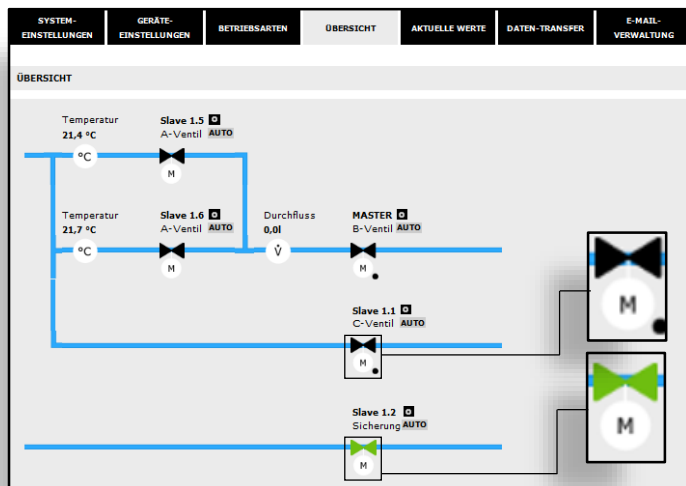 SYSTEM-
EINSTELLUNGEN
GERÄTE-
EINSTELLUNGEN
BETRIEBSARTEN
ÜBERSICHT
AKTUELLE WERTE
DATEN-TRANSFER
E-MAIL-
VERWALTUNG
ÜBERSICHT
Temperatur
21,4 °C
Slave 1.5
A-Ventil AUTO
°C
M
Temperatur
21,7 °C
Slave 1.6
A-Ventil AUTO
Durchfluss
0,0l
MASTER
B-Ventil AUTO
°C
M
V̇
M
M
Slave 1.1
C-Ventil AUTO
M
Slave 1.2
Sicherung AUTO
M
M